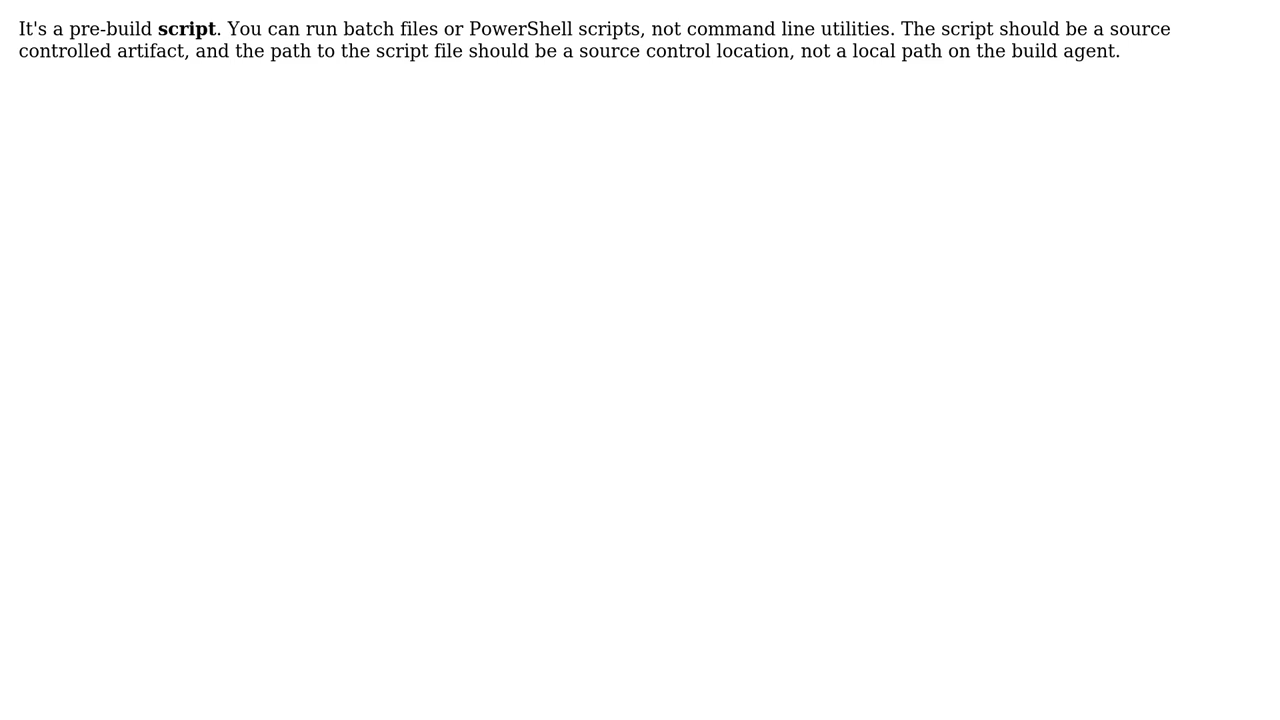 It's a pre-build script. You can run batch files or PowerShell scripts, not command line utilities. The script should be a source
controlled artifact, and the path to the script file should be a source control location, not a local path on the build agent.